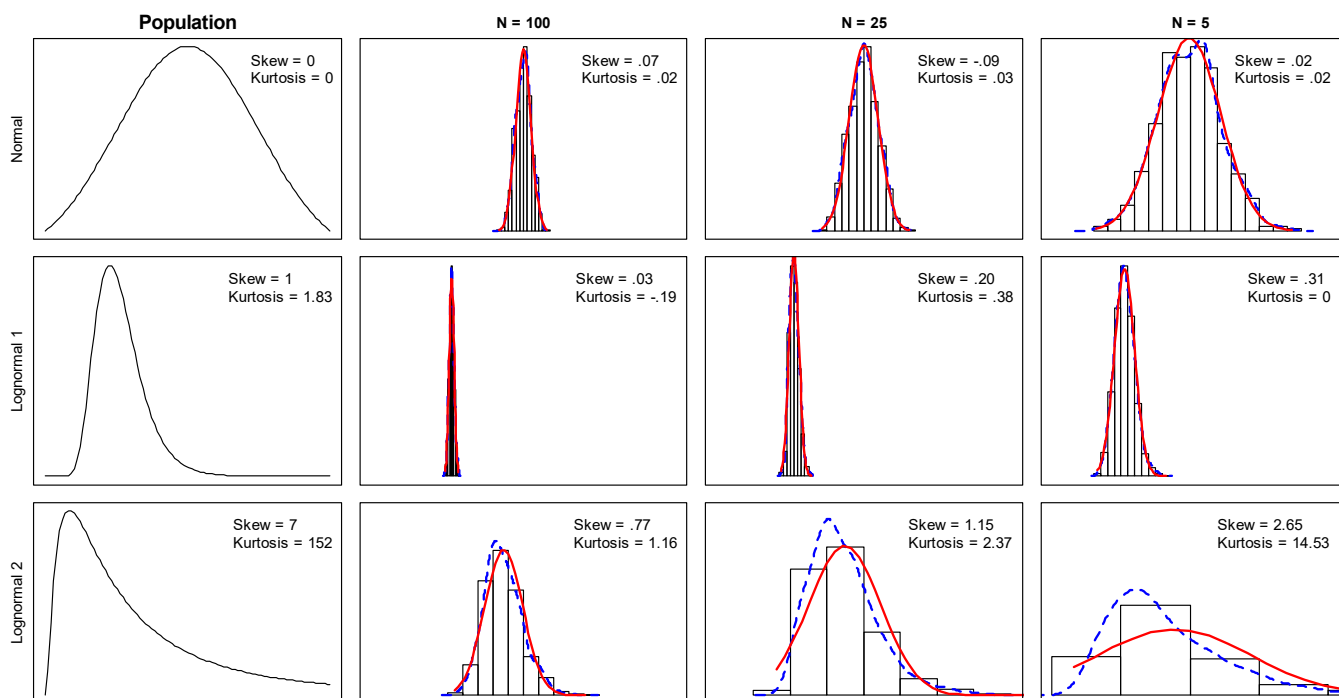 Population
N = 100
N = 25
N = 5
Normal
Skew = 0
Kurtosis = 0
Skew = .07
Kurtosis = .02
Skew = -.09
Kurtosis = .03
Skew = .02
Kurtosis = .02
Lognormal 1
Skew = 1
Kurtosis = 1.83
Skew = .03
Kurtosis = -.19
Skew = .20
Kurtosis = .38
Skew = .31
Kurtosis = 0
Lognormal 2
Skew = 7
Kurtosis = 152
Skew = .77
Kurtosis = 1.16
Skew = 1.15
Kurtosis = 2.37
Skew = 2.65
Kurtosis = 14.53